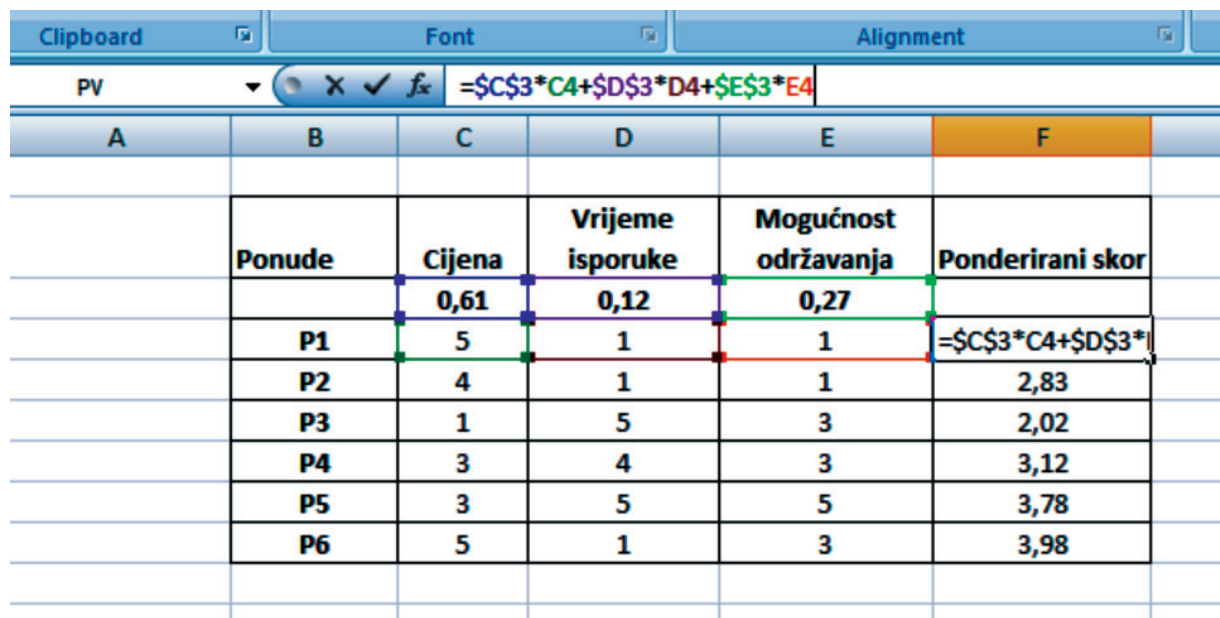 Clipboard Font Alignment
PV fx =$C$3*C4+$D$3*D4+$E$3*E4
A B C D E F
Vrijeme Mogućnost
Ponude Cijena isporuke održavanja Ponderirani skor
0,61 0,12 0,27
P1 5 1 1 =$C$3*C4+$D$3*
P2 4 1 1 2,83
P3 1 5 3 2,02
P4 3 4 3 3,12
P5 3 5 5 3,78
P6 5 1 3 3,98